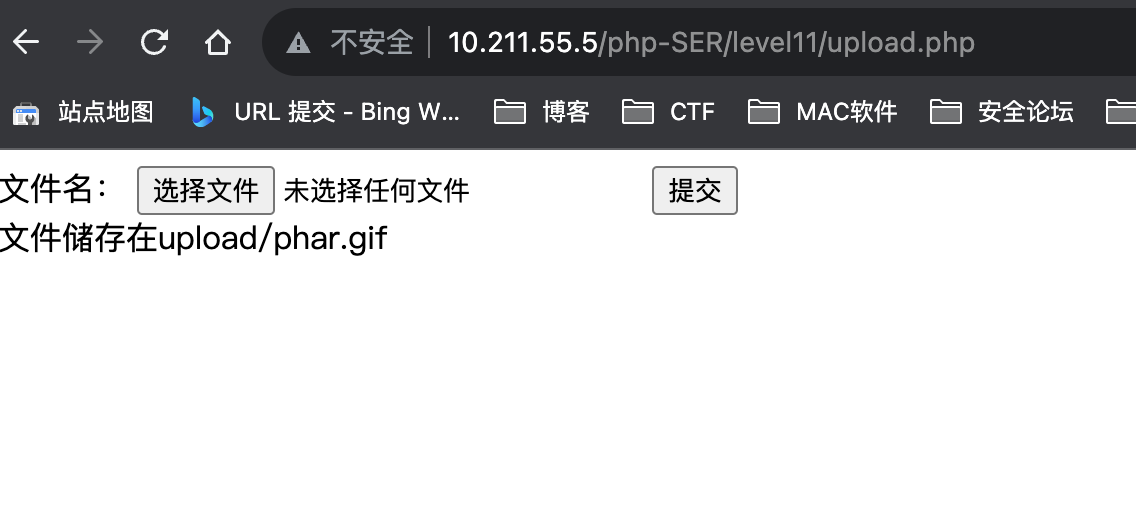 不安全 10.211.55.5/php-SER/level11/upload.php
站点地图 URL 提交 - Bing W... 博客 CTF MAC软件 安全论坛
文件名： 选择文件 未选择任何文件 提交
文件储存在upload/phar.gif